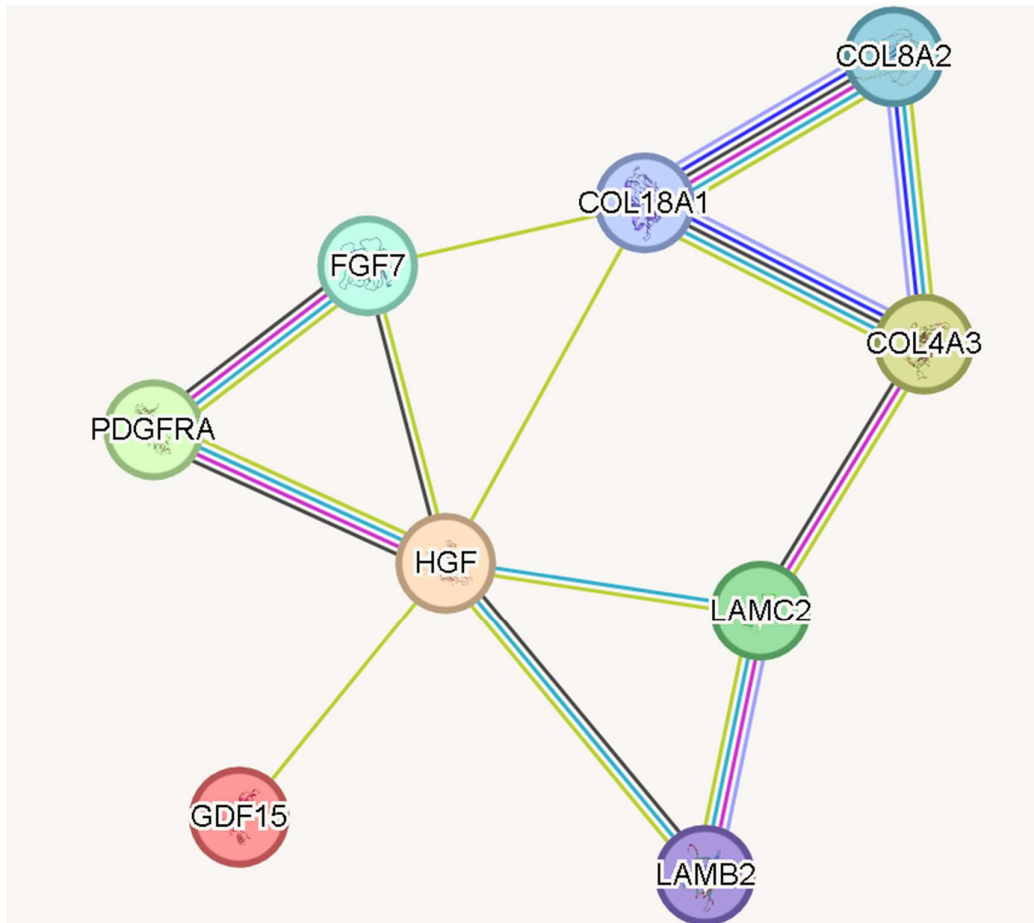 COL8A2
COL18A1
FGF7
COL4A3
PDGFRA
HGF
LAMC2
GDF15
LAMB2